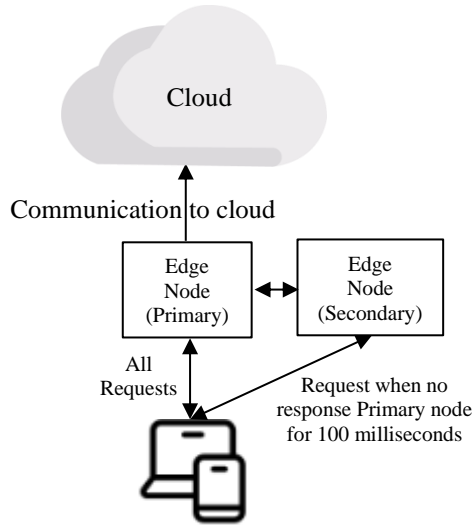 Cloud
Communication to cloud
Edge
Node
(Primary)
Edge
Node
(Secondary)
All
Requests
Request when no
response Primary node
for 100 milliseconds